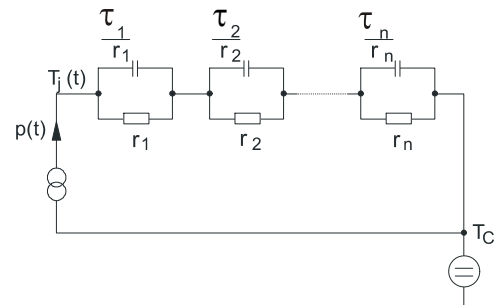 τ1 τ2 τn
r1 r2 rn
Tj(t)
p(t)
r1 r2 rn
TC